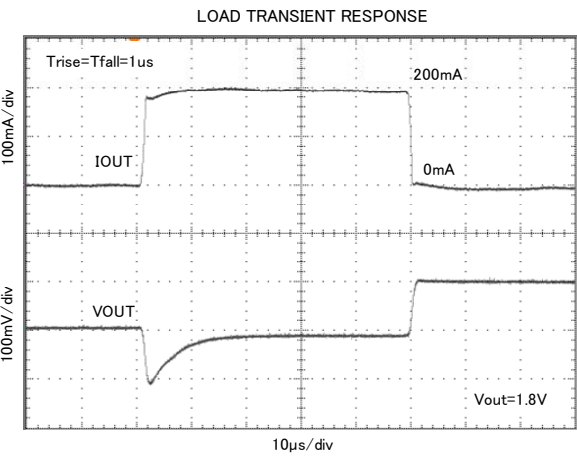 LOAD TRANSIENT RESPONSE
Trise=Tfall=1us
200mA
100mA/div
IOUT
0mA
VOUT
100mV/div
Vout=1.8V
10μs/div